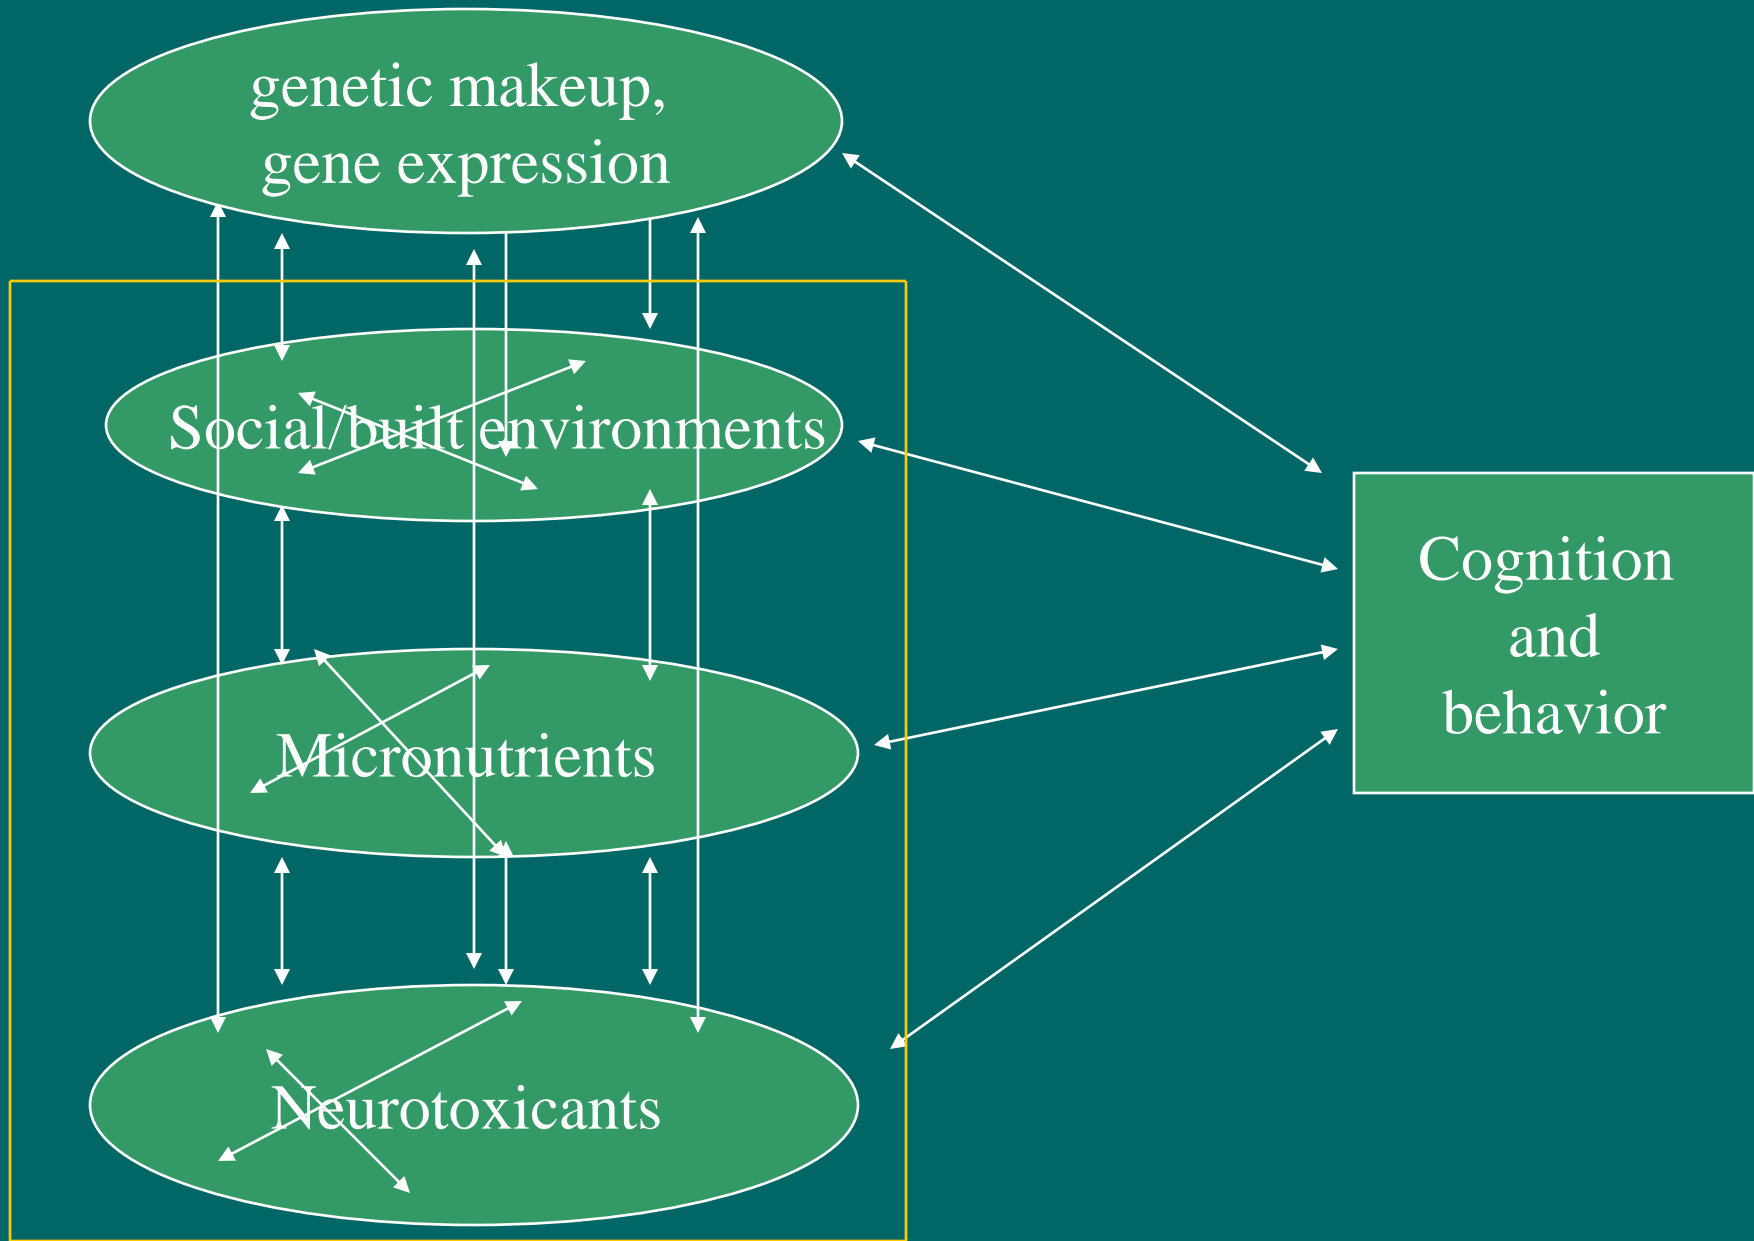 genetic makeup,
gene expression
Social/built environments
Micronutrients
Neurotoxicants
Cognition
and
behavior